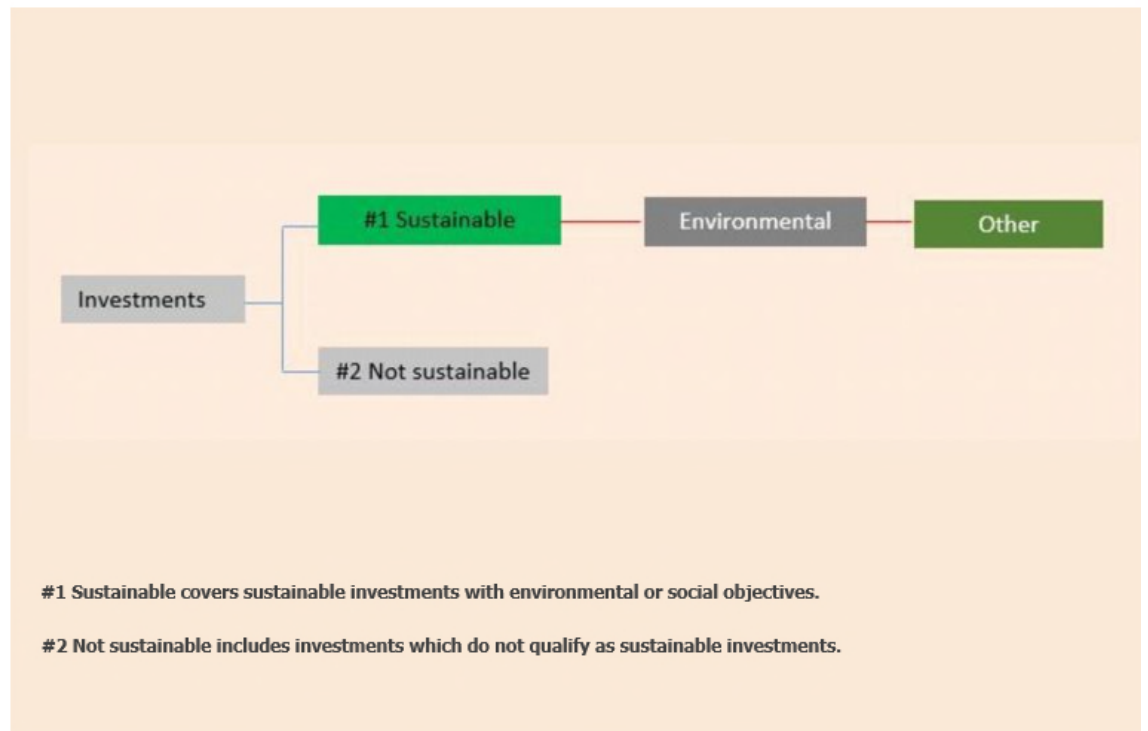 #1 Sustainable
Environmental
Other
Investments
#2 Not sustainable
#1 Sustainable covers sustainable investments with environmental or social objectives.
#2 Not sustainable includes investments which do not qualify as sustainable investments.